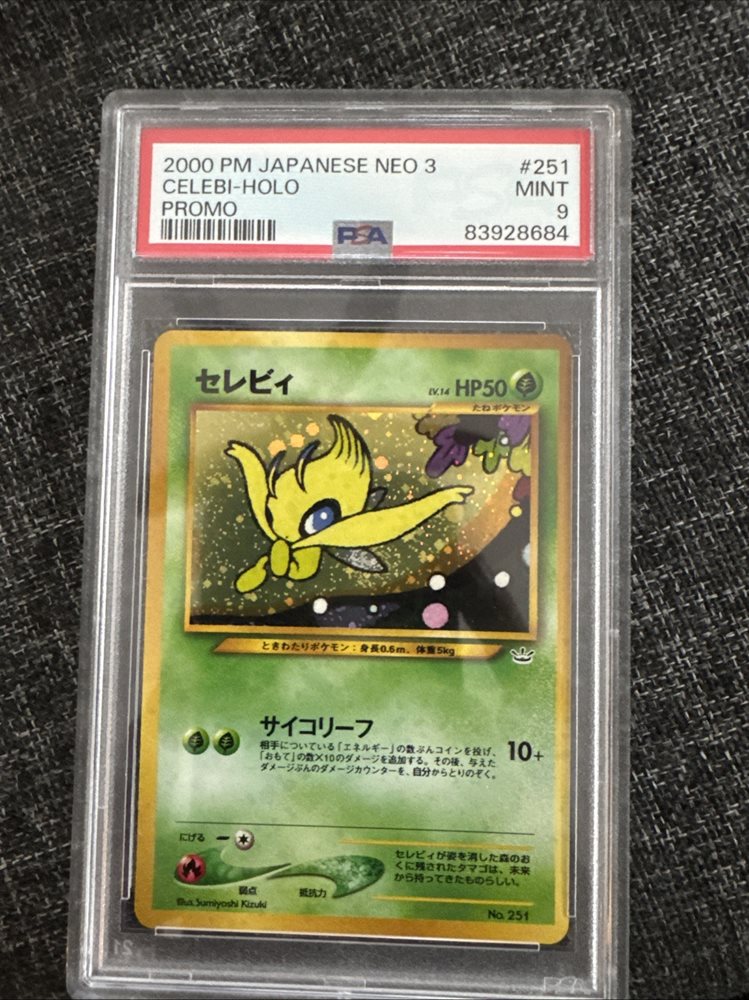 2000 PM JAPANESE NEO 3 #251
CELEBI-HOLO MINT
PROMO 9
PSA 83928684
セレビィ LV.14 HP50
たねポケモン
ときわたりポケモン：身長0.6m、体重5kg
サイコリーフ 10+
相手についている「エネルギー」の数ぶんコインを投げ、
「おもて」の数×10のダメージを追加する。その後、与えた
ダメージぶんのダメージカウンターを、自分からとりのぞく。
にげる
弱点 抵抗力
セレビィが姿を消した森のお
くに残されたタマゴは、未来
から持ってきたものらしい。
Illus. Sumiyoshi Kizuki
No. 251
PSA